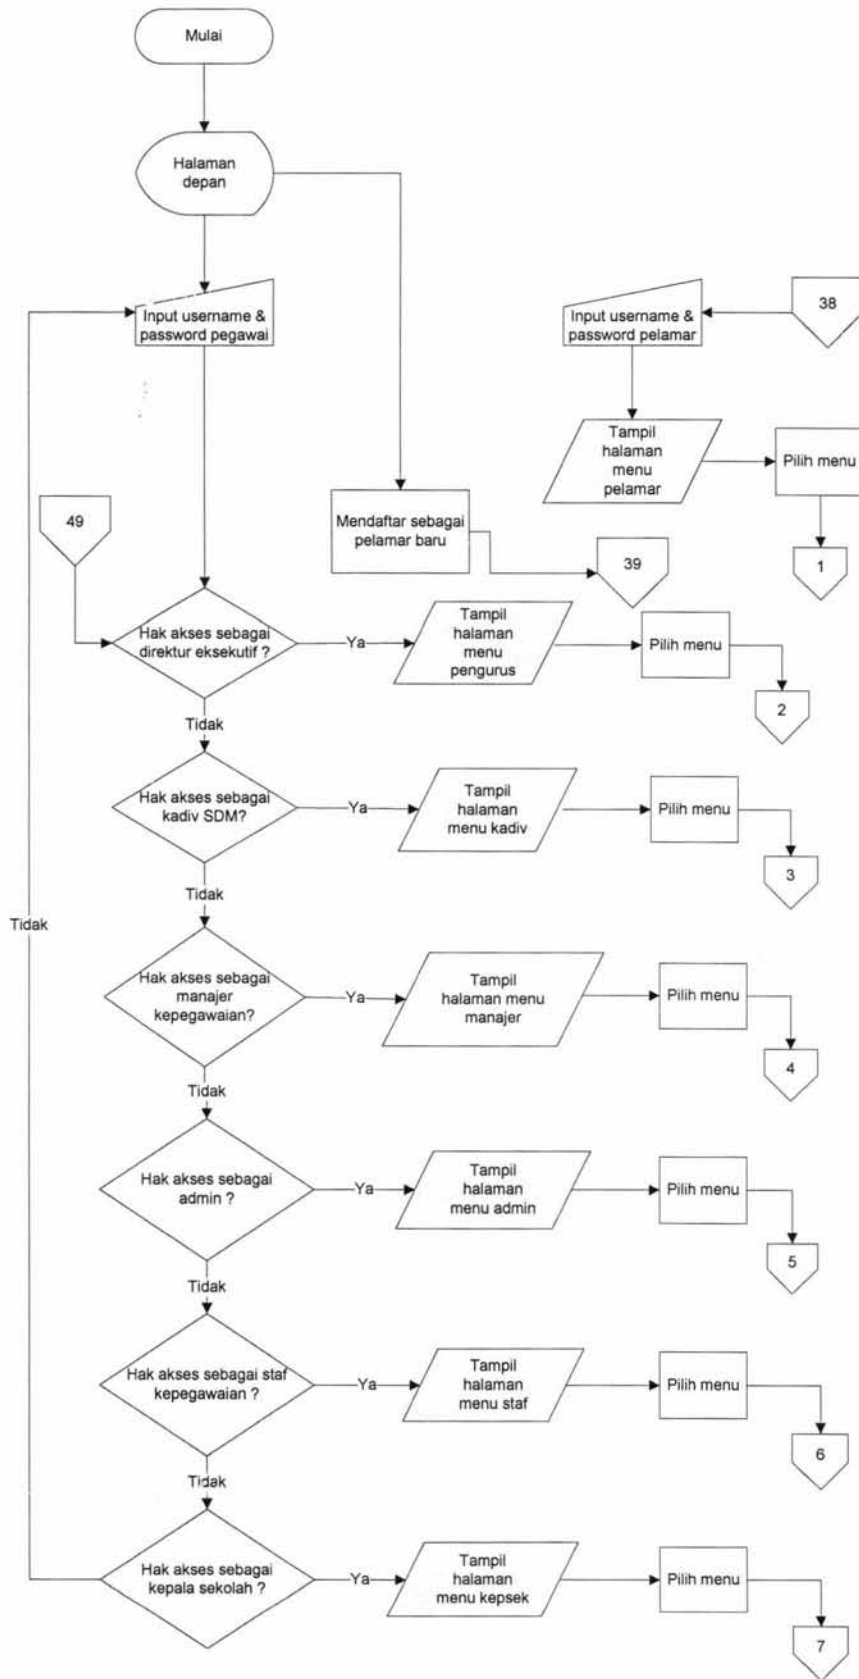 Mulai
Halaman
depan
Input username &
password pegawai
Input username &
password pelamar
38
Tampil
halaman
menu
pelamar
Pilih menu
1
49
Mendaftar sebagai
pelamar baru
39
Hak akses sebagai
direktur eksekutif ?
Ya
Tampil
halaman
menu
pengurus
Pilih menu
2
Tidak
Hak akses sebagai
kadiv SDM?
Ya
Tampil
halaman
menu kadiv
Pilih menu
3
Tidak
Tidak
Hak akses sebagai
manajer
kepegawaian?
Ya
Tampil
halaman menu
manajer
Pilih menu
4
Tidak
Hak akses sebagai
admin ?
Ya
Tampil
halaman
menu admin
Pilih menu
5
Tidak
Hak akses sebagai staf
kepegawaian ?
Ya
Tampil
halaman
menu staf
Pilih menu
6
Tidak
Hak akses sebagai
kepala sekolah ?
Ya
Tampil
halaman
menu kepsek
Pilih menu
7